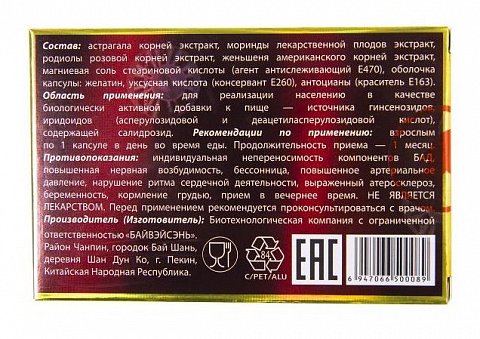 Состав: астрагала корней экстракт, моринды лекарственной плодов экстракт,
родиолы розовой корней экстракт, женьшеня американского корней экстракт,
магниевая соль стеариновой кислоты (агент антислеживающий Е470), оболочка
капсулы: желатин, уксусная кислота (консервант Е260), антоцианы (краситель Е163).
Область применения: для реализации населению в качестве
биологически активной добавки к пище — источника гинсенозидов,
иридоидов (асперулозидовой и деацетиласперулозидовой кислот),
содержащей салидрозид. Рекомендации по применению: взрослым
по 1 капсуле в день во время еды. Продолжительность приема — 1 месяц.
Противопоказания: индивидуальная непереносимость компонентов БАД,
повышенная нервная возбудимость, бессонница, повышенное артериальное
давление, нарушение ритма сердечной деятельности, выраженный атеросклероз,
беременность, кормление грудью, прием в вечернее время. НЕ ЯВЛЯЕТСЯ
ЛЕКАРСТВОМ. Перед применением рекомендуется проконсультироваться с врачом.
Производитель (Изготовитель): Биотехнологическая компания с ограниченной
ответственностью «БАЙВЭЙСЭНЬ».
Район Чанпин, городок Бай Шань,
деревня Шан Дун Ко, г. Пекин,
Китайская Народная Республика.
84
C/PET/ALU
EAC
6 947066 500089